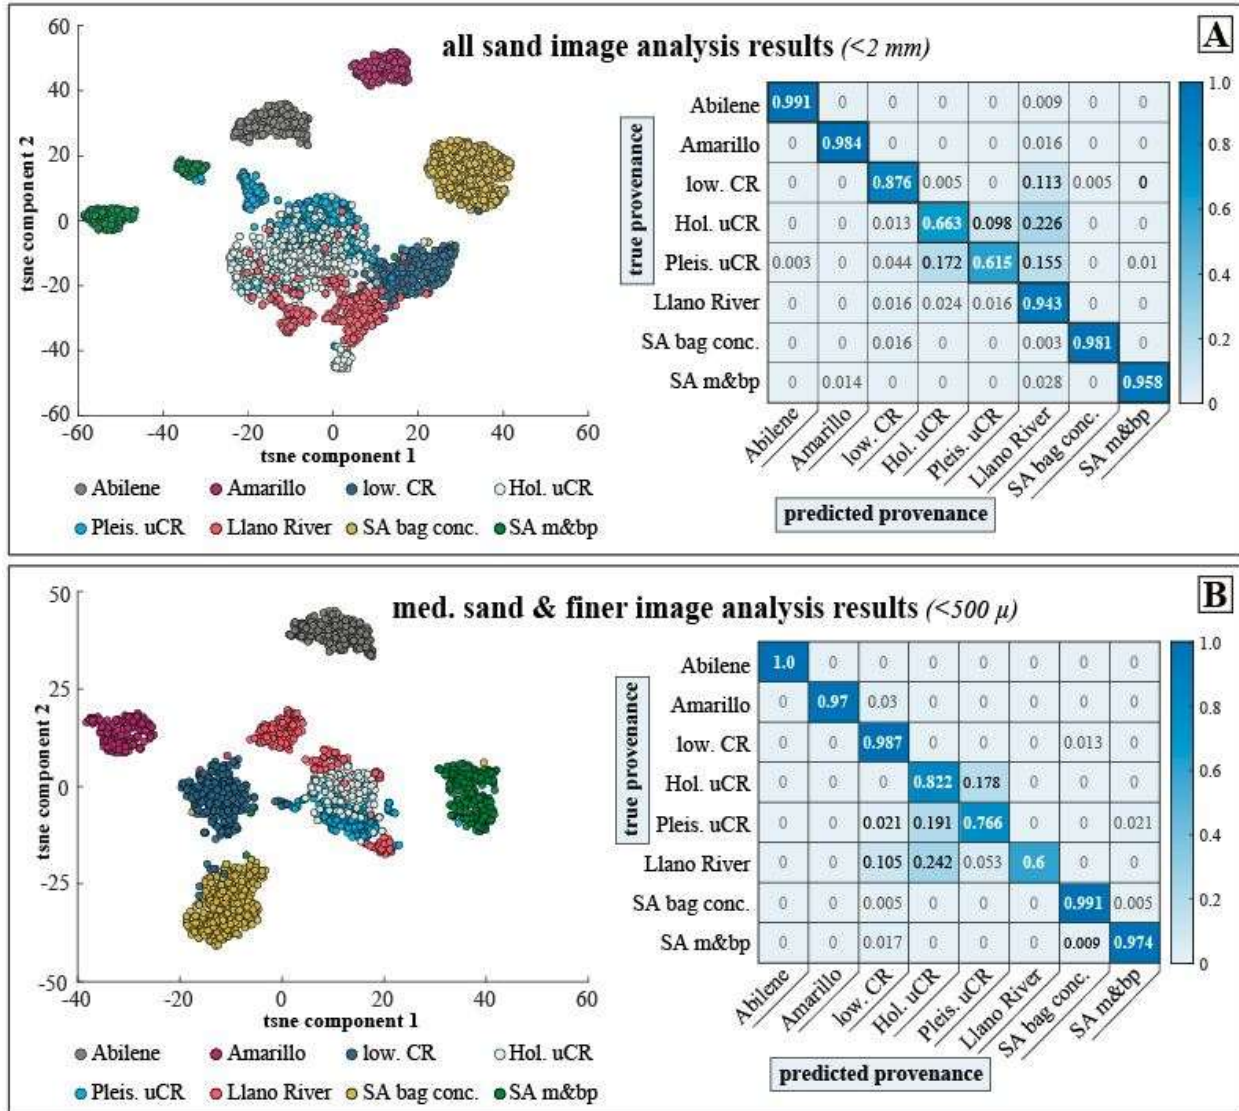 A
all sand image analysis results (<2 mm)
60
40
20
0
-20
-40
-60
tsne component 2
-60 -40 -20 0 20 40 60
tsne component 1
Abilene Amarillo low. CR Hol. uCR
Pleis. uCR Llano River SA bag conc. SA m&bp
true provenance
Abilene 0.991 0 0 0 0 0.009 0 0
Amarillo 0 0.984 0 0 0 0.016 0 0
low. CR 0 0 0.876 0.005 0 0.113 0.005 0
Hol. uCR 0 0 0.013 0.663 0.098 0.226 0 0
Pleis. uCR 0.003 0 0.044 0.172 0.615 0.155 0 0.01
Llano River 0 0 0.016 0.024 0.016 0.943 0 0
SA bag conc. 0 0 0.016 0 0 0.003 0.981 0
SA m&bp 0 0.014 0 0 0 0.028 0 0.958
Abilene Amarillo low. CR Hol. uCR Pleis. uCR Llano River SA bag conc. SA m&bp
predicted provenance
1.0
0.8
0.6
0.4
0.2
0
B
med. sand & finer image analysis results (<500 μ)
50
25
0
-25
-50
tsne component 2
-40 -20 0 20 40 60
tsne component 1
Abilene Amarillo low. CR Hol. uCR
Pleis. uCR Llano River SA bag conc. SA m&bp
true provenance
Abilene 1.0 0 0 0 0 0 0 0
Amarillo 0 0.97 0.03 0 0 0 0 0
low. CR 0 0 0.987 0 0 0 0.013 0
Hol. uCR 0 0 0 0.822 0.178 0 0 0
Pleis. uCR 0 0 0.021 0.191 0.766 0 0 0.021
Llano River 0 0 0.105 0.242 0.053 0.6 0 0
SA bag conc. 0 0 0.005 0 0 0 0.991 0.005
SA m&bp 0 0 0.017 0 0 0 0.009 0.974
Abilene Amarillo low. CR Hol. uCR Pleis. uCR Llano River SA bag conc. SA m&bp
predicted provenance
1.0
0.8
0.6
0.4
0.2
0